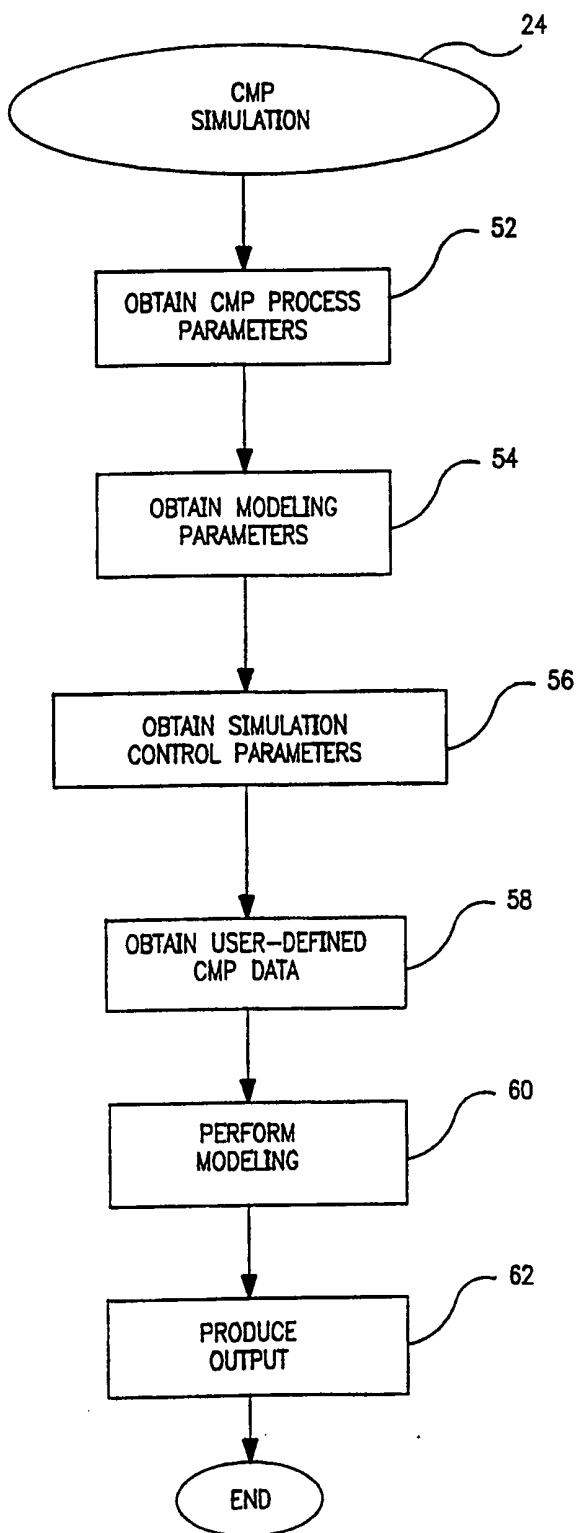 24
CMP
SIMULATION
52
OBTAIN CMP PROCESS
PARAMETERS
54
OBTAIN MODELING
PARAMETERS
56
OBTAIN SIMULATION
CONTROL PARAMETERS
58
OBTAIN USER-DEFINED
CMP DATA
60
PERFORM
MODELING
62
PRODUCE
OUTPUT
END